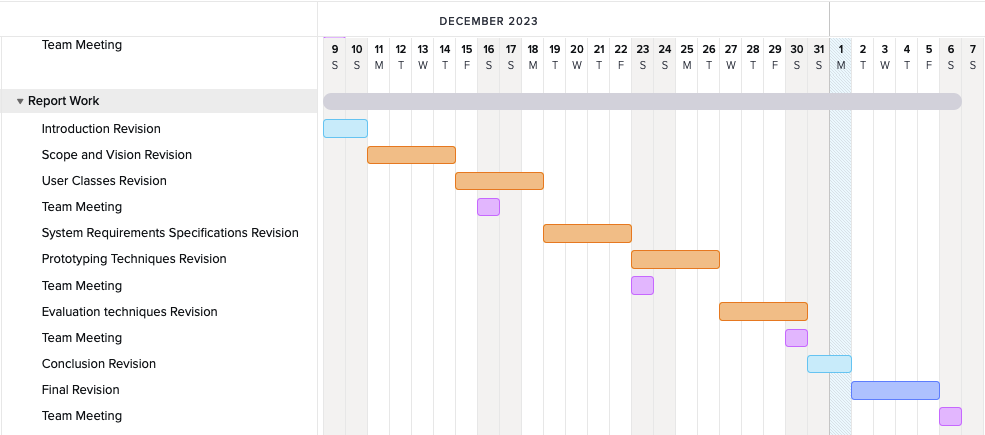 DECEMBER 2023
Team Meeting
9 10 11 12 13 14 15 16 17 18 19 20 21 22 23 24 25 26 27 28 29 30 31 1 2 3 4 5 6 7
S S M T W T F S S M T W T F S S M T W T F S S M T W T F S S
Report Work
Introduction Revision
Scope and Vision Revision
User Classes Revision
Team Meeting
System Requirements Specifications Revision
Prototyping Techniques Revision
Team Meeting
Evaluation techniques Revision
Team Meeting
Conclusion Revision
Final Revision
Team Meeting